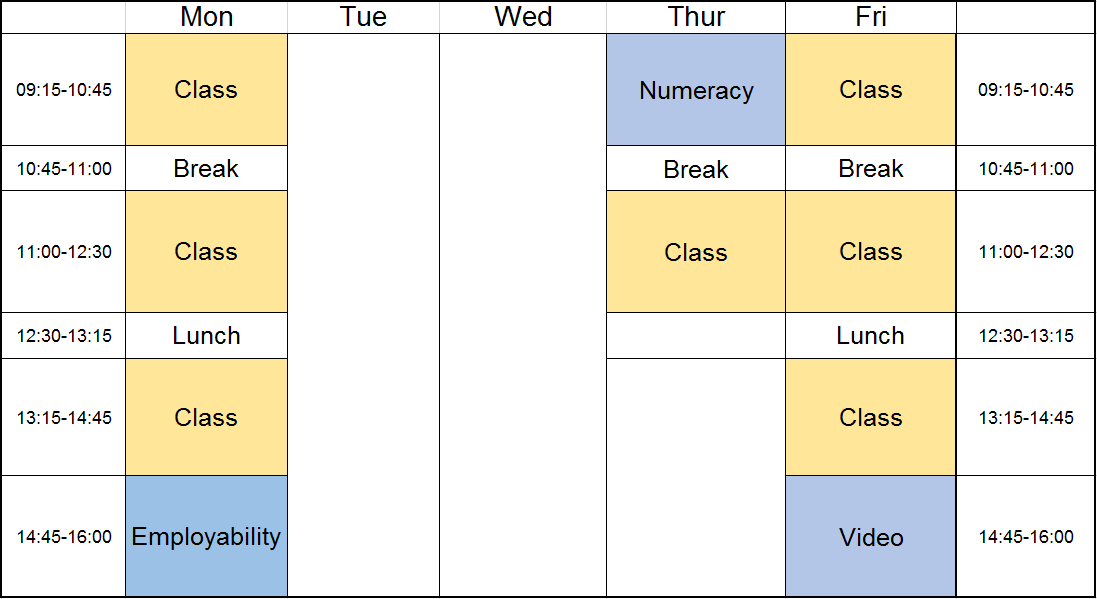 Mon Tue Wed Thur Fri
09:15-10:45 Class Numeracy Class 09:15-10:45
10:45-11:00 Break Break Break 10:45-11:00
11:00-12:30 Class Class Class 11:00-12:30
12:30-13:15 Lunch Lunch 12:30-13:15
13:15-14:45 Class Class 13:15-14:45
14:45-16:00 Employability Video 14:45-16:00